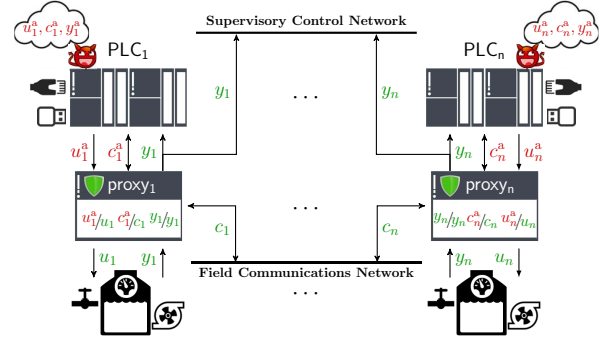 u₁ᵃ, c₁ᵃ, y₁ᵃ
Supervisory Control Network
uₙᵃ, cₙᵃ, yₙᵃ
PLC₁
PLCₙ
y₁
...
yₙ
u₁ᵃ c₁ᵃ y₁
yₙ cₙᵃ uₙᵃ
proxy₁
proxyₙ
u₁ᵃ/u₁ c₁ᵃ/c₁ y₁/y₁
...
yₙ/yₙ cₙᵃ/cₙ uₙᵃ/uₙ
c₁
cₙ
u₁ y₁
Field Communications Network
yₙ uₙ
...